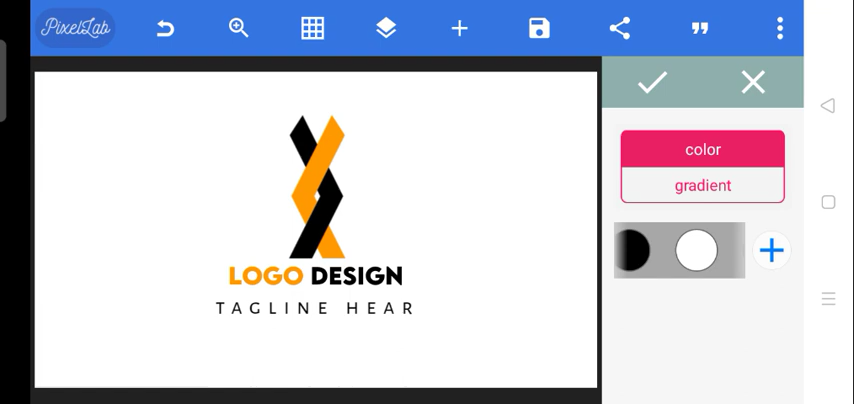 PixelLab
color
gradient
LOGO DESIGN
TAGLINE HEAR